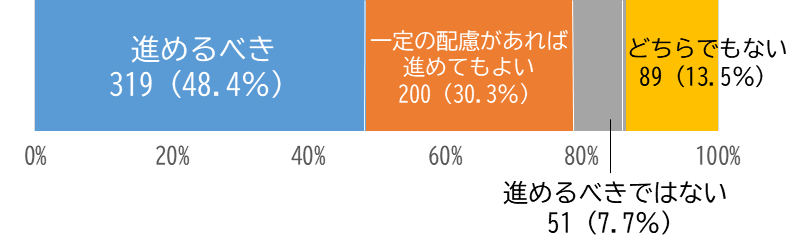 進めるべき
319（48.4%）
一定の配慮があれば
進めてもよい
200（30.3%）
どちらでもない
89（13.5%）
0%
20%
40%
60%
80%
100%
進めるべきではない
51（7.7%）